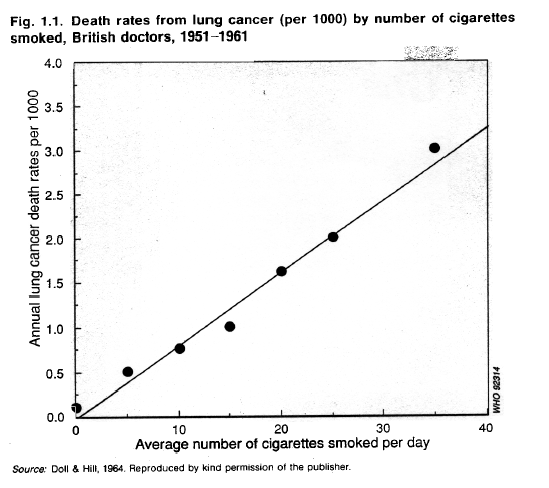 Fig. 1.1. Death rates from lung cancer (per 1000) by number of cigarettes
smoked, British doctors, 1951–1961
Annual lung cancer death rates per 1000
4.0
3.5
3.0
2.5
2.0
1.5
1.0
0.5
0.0
0
10
20
30
40
Average number of cigarettes smoked per day
WHO 92314
Source: Doll & Hill, 1964. Reproduced by kind permission of the publisher.